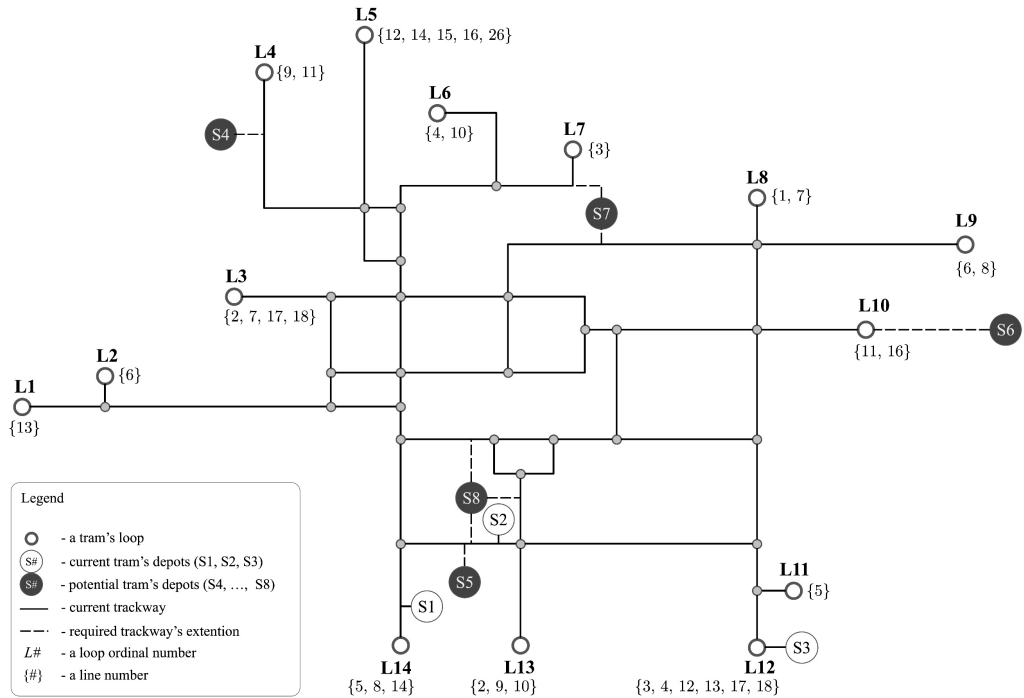 L5
{12, 14, 15, 16, 26}
L4
{9, 11}
L6
{4, 10}
S4
L7
{3}
L8
{1, 7}
S7
L9
{6, 8}
L3
{2, 7, 17, 18}
L10
{11, 16}
S6
L2
{6}
L1
{13}
S8
S2
S5
L11
{5}
S1
S3
L14
{5, 8, 14}
L13
{2, 9, 10}
L12
{3, 4, 12, 13, 17, 18}
Legend
- a tram's loop
S# - current tram's depots (S1, S2, S3)
S# - potential tram's depots (S4, …, S8)
- current trackway
- required trackway's extention
L# - a loop ordinal number
{#} - a line number